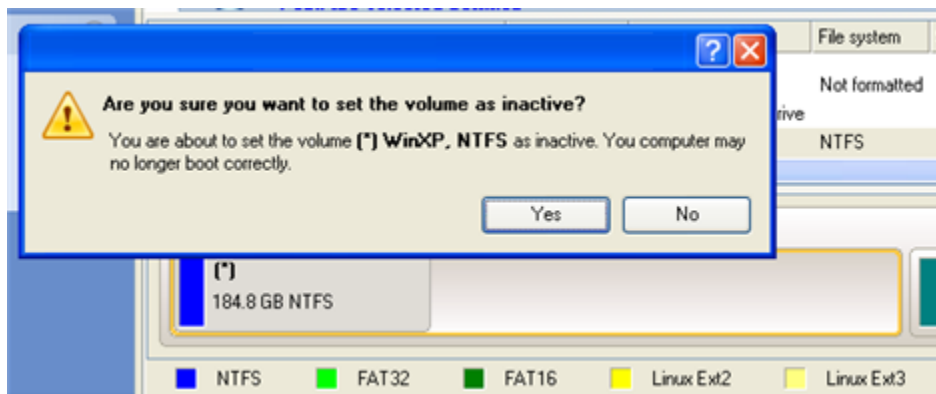 File system
Not formatted
rive
NTFS
Are you sure you want to set the volume as inactive?
You are about to set the volume (*) WinXP, NTFS as inactive. You computer may
no longer boot correctly.
Yes No
(*)
184.8 GB NTFS
NTFS FAT32 FAT16 Linux Ext2 Linux Ext3